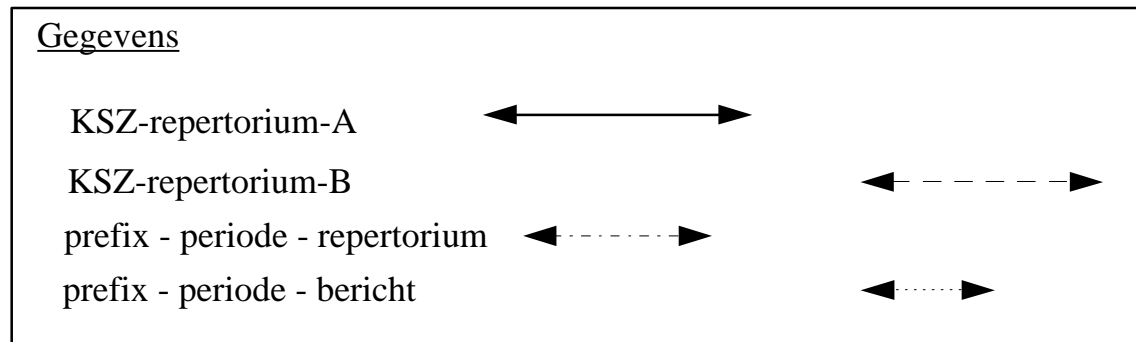 Gegevens
KSZ-repertorium-A
KSZ-repertorium-B
prefix - periode - repertorium
prefix - periode - bericht